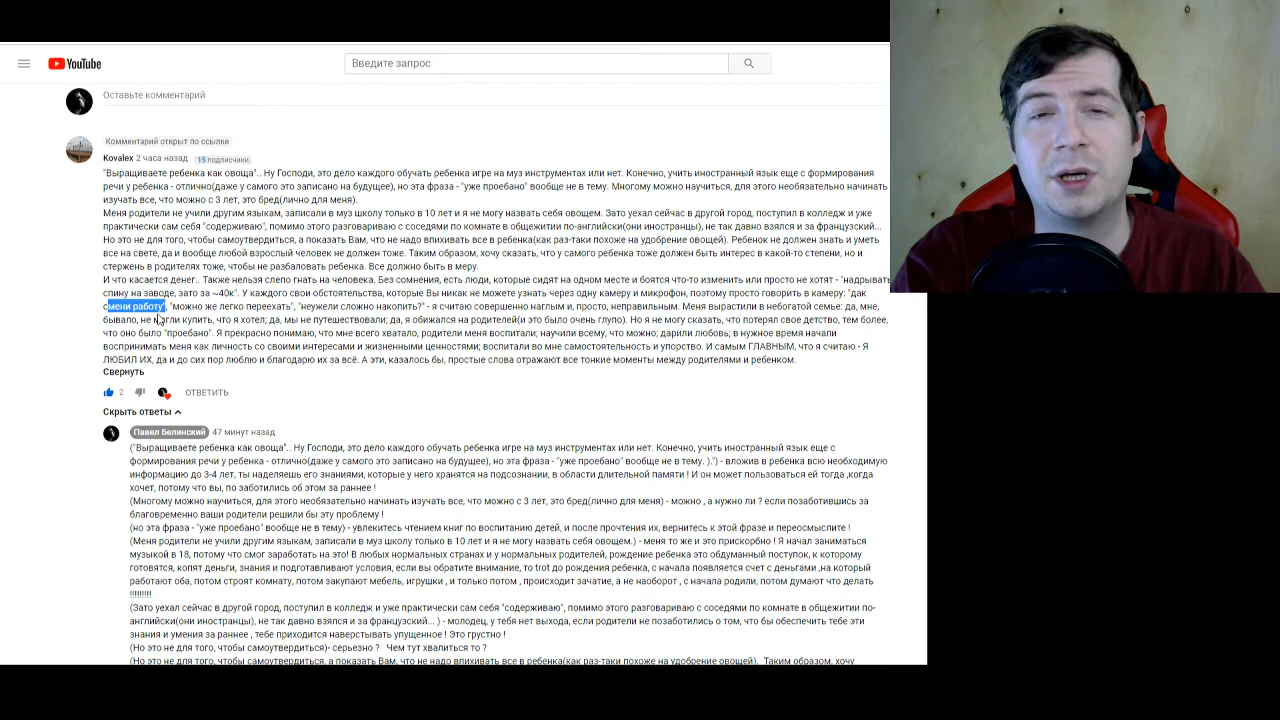 YouTube
Введите запрос
Оставьте комментарий
Комментарий открыт по ссылке
Kovalex 2 часа назад 15 подписчики
"Выращиваете ребенка как овоща".. Ну Господи, это дело каждого обучать ребенка игре на муз инструментах или нет. Конечно, учить иностранный язык еще с формирования
речи у ребенка - отлично(даже у самого это записано на будущее), но эта фраза - "уже проебано" вообще не в тему. Многому можно научиться, для этого необязательно начинать
изучать все, что можно с 3 лет, это бред(лично для меня).
Меня родители не учили другим языкам, записали в муз школу только в 10 лет и я не могу назвать себя овощем. Зато уехал сейчас в другой город, поступил в колледж и уже
практически сам себя "содерживаю", помимо этого разговариваю с соседями по комнате в общежитии по-английски(они иностранцы), не так давно взялся и за французский...
Но это не для того, чтобы самоутвердиться, а показать Вам, что не надо впихивать все в ребенка(как раз-таки похоже на удобрение овощей). Ребенок не должен знать и уметь
все на свете, да и вообще любой взрослый человек не должен тоже. Таким образом, хочу сказать, что у самого ребенка тоже должен быть интерес в какой-то степени, но и
стержень в родителях тоже, чтобы не разбаловать ребенка. Все должно быть в меру.
И что касается денег.. Также нельзя слепо гнать на человека. Без сомнения, есть люди, которые сидят на одном месте и боятся что-то изменить или просто не хотят - "надрывать
спину на заводе, зато за ~40к". У каждого свои обстоятельства, которые Вы никак не можете узнать через одну камеру и микрофон, поэтому просто говорить в камеру: "дак
смени работу", "можно же легко переехать", "неужели сложно накопить?" - я считаю совершенно наглым и, просто, неправильным. Меня вырастили в небогатой семье: да, мне,
бывало, не могли купить, что я хотел; да, мы не путешествовали; да, я обижался на родителей(и это было очень глупо). Но я не могу сказать, что потерял свое детство, тем более,
что оно было "проебано". Я прекрасно понимаю, что мне всего хватало, родители меня воспитали; научили всему, что можно; дарили любовь; в нужное время начали
воспринимать меня как личность со своими интересами и жизненными ценностями; воспитали во мне самостоятельность и упорство. И самым ГЛАВНЫМ, что я считаю - Я
ЛЮБИЛ ИХ, да и до сих пор люблю и благодарю их за всё. А эти, казалось бы, простые слова отражают все тонкие моменты между родителями и ребенком.
Свернуть
2 ОТВЕТИТЬ
Скрыть ответы
Павел Белинский 47 минут назад
("Выращиваете ребенка как овоща".. Ну Господи, это дело каждого обучать ребенка игре на муз инструментах или нет. Конечно, учить иностранный язык еще с
формирования речи у ребенка - отлично(даже у самого это записано на будущее), но эта фраза - "уже проебано" вообще не в тему. ).") - вложив в ребенка всю необходимую
информацию до 3-4 лет, ты наделяешь его знаниями, которые у него хранятся на подсознании, в области длительной памяти ! И он может пользоваться ей тогда ,когда
хочет, потому что вы, по заботились об этом за раннее !
(Многому можно научиться, для этого необязательно начинать изучать все, что можно с 3 лет, это бред(лично для меня) - можно , а нужно ли ? если позаботившись за
благовременно ваши родители решили бы эту проблему !
(но эта фраза - "уже проебано" вообще не в тему) - увлекитесь чтением книг по воспитанию детей, и после прочтения их, вернитесь к этой фразе и переосмыслите !
(Меня родители не учили другим языкам, записали в муз школу только в 10 лет и я не могу назвать себя овощем.) - меня то же и это прискорбно ! Я начал заниматься
музыкой в 18, потому что смог заработать на это! В любых нормальных странах и у нормальных родителей, рождение ребенка это обдуманный поступок, к которому
готовятся, копят деньги, знания и подготавливают условия, если вы обратите внимание, то trot до рождения ребенка, с начала появляется счет с деньгами ,на который
работают оба, потом строят комнату, потом закупают мебель, игрушки , и только потом , происходит зачатие, а не наоборот , с начала родили, потом думают что делать
!!!!!!!!!
(Зато уехал сейчас в другой город, поступил в колледж и уже практически сам себя "содерживаю", помимо этого разговариваю с соседями по комнате в общежитии по-
английски(они иностранцы), не так давно взялся и за французский... ) - молодец, у тебя нет выхода, если родители не позаботились о том, что бы обеспечить тебе эти
знания и умения за раннее , тебе приходится наверстывать упущенное ! Это грустно !
(Но это не для того, чтобы самоутвердиться)- серьезно ? Чем тут хвалиться то ?
(Но это не для того, чтобы самоутвердиться, а показать Вам, что не надо впихивать все в ребенка(как раз-таки похоже на удобрение овощей). Таким образом, хочу